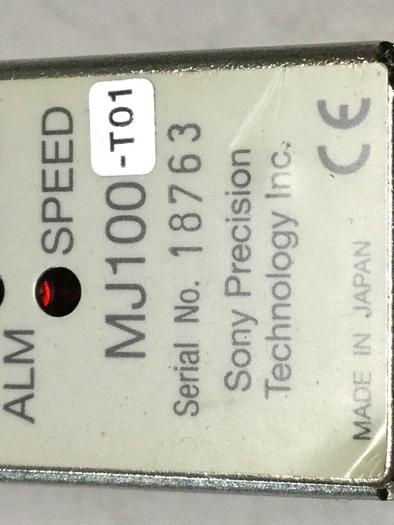 ALM SPEED
MJ100-T01
Serial No. 18763
Sony Precision
Technology Inc.
MADE IN JAPAN CE